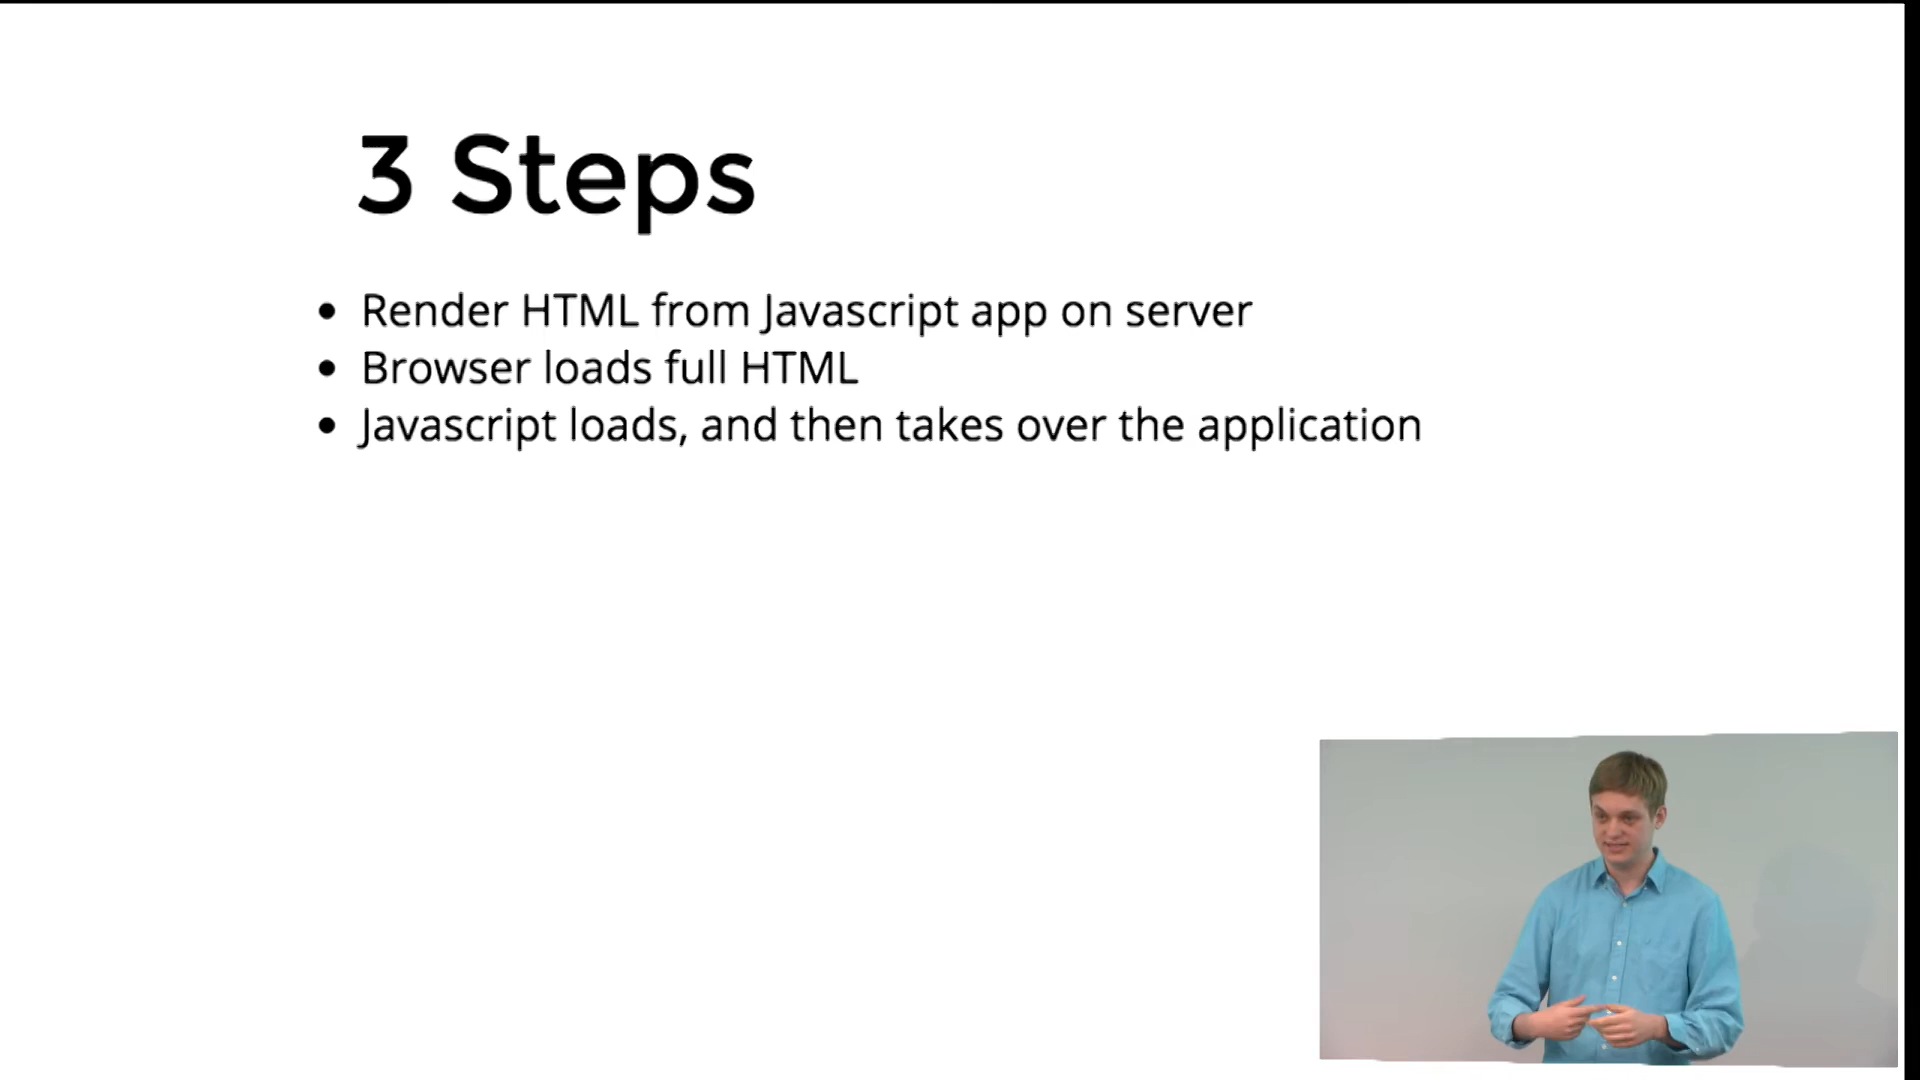 3 Steps
Render HTML from Javascript app on server
Browser loads full HTML
Javascript loads, and then takes over the application